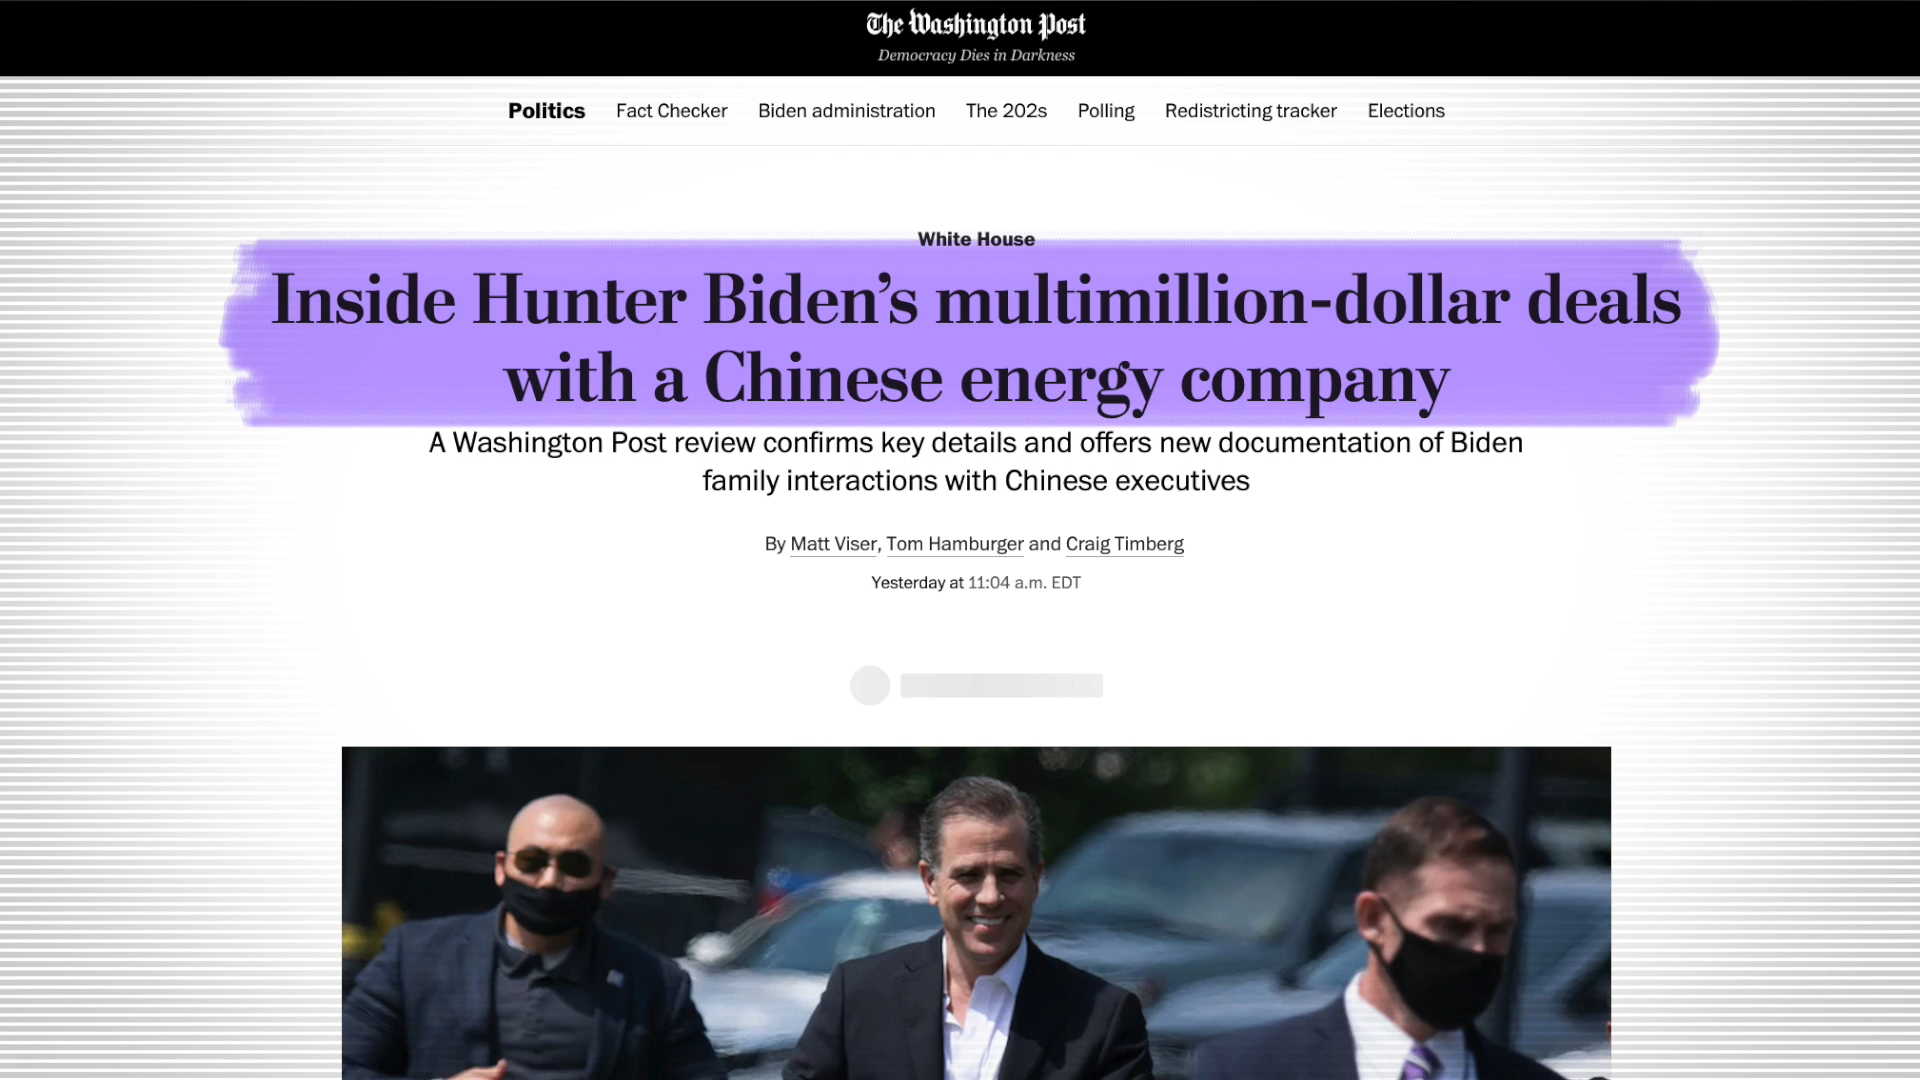 The Washington Post
Democracy Dies in Darkness
Politics Fact Checker Biden administration The 202s Polling Redistricting tracker Elections
White House
Inside Hunter Biden’s multimillion-dollar deals
with a Chinese energy company
A Washington Post review confirms key details and offers new documentation of Biden
family interactions with Chinese executives
By Matt Viser, Tom Hamburger and Craig Timberg
Yesterday at 11:04 a.m. EDT